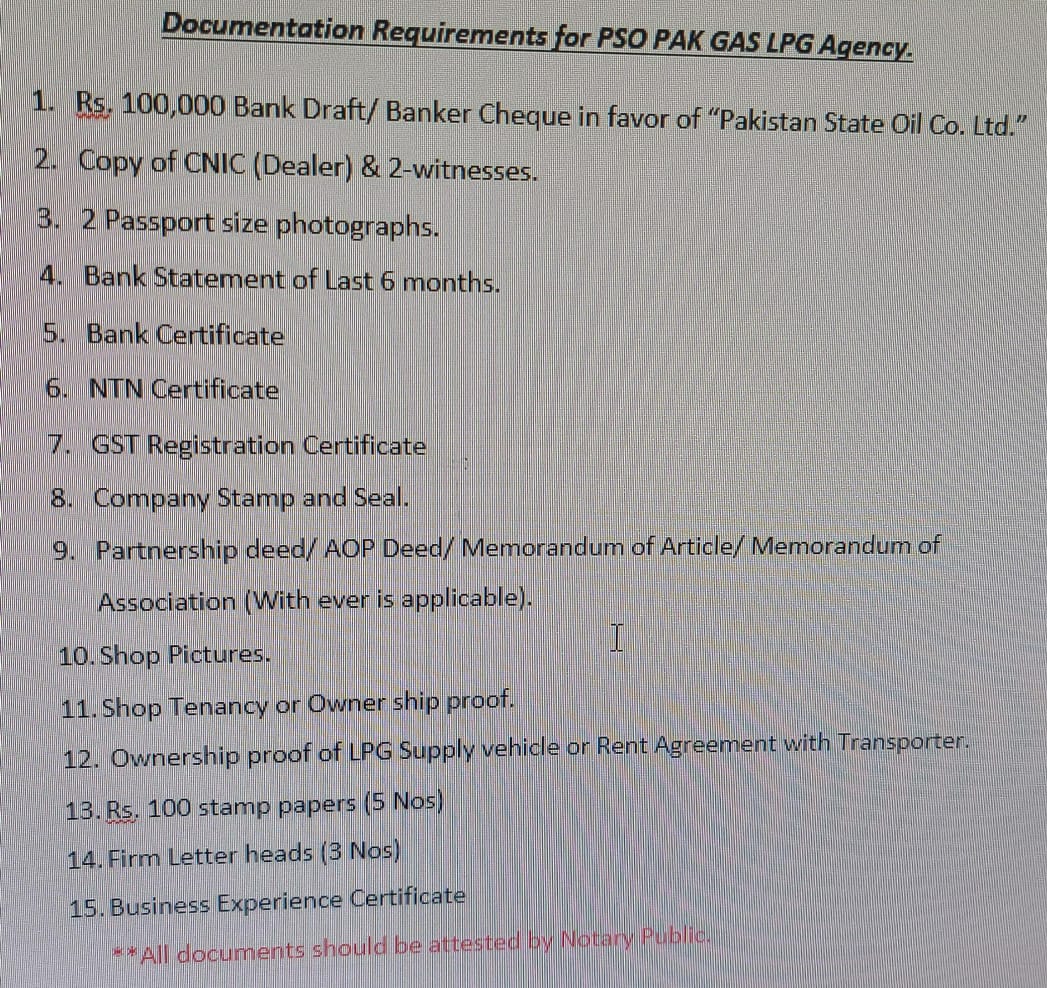 Documentation Requirements for PSO PAK GAS LPG Agency.
1. Rs. 100,000 Bank Draft/ Banker Cheque in favor of “Pakistan State Oil Co. Ltd.”
2. Copy of CNIC (Dealer) & 2-witnesses.
3. 2 Passport size photographs.
4. Bank Statement of Last 6 months.
5. Bank Certificate
6. NTN Certificate
7. GST Registration Certificate
8. Company Stamp and Seal.
9. Partnership deed/ AOP Deed/ Memorandum of Article/ Memorandum of
Association (With ever is applicable).
10. Shop Pictures.
11. Shop Tenancy or Owner ship proof.
12. Ownership proof of LPG Supply vehicle or Rent Agreement with Transporter.
13. Rs. 100 stamp papers (5 Nos)
14. Firm Letter heads (3 Nos)
15. Business Experience Certificate
**All documents should be attested by Notary Public.